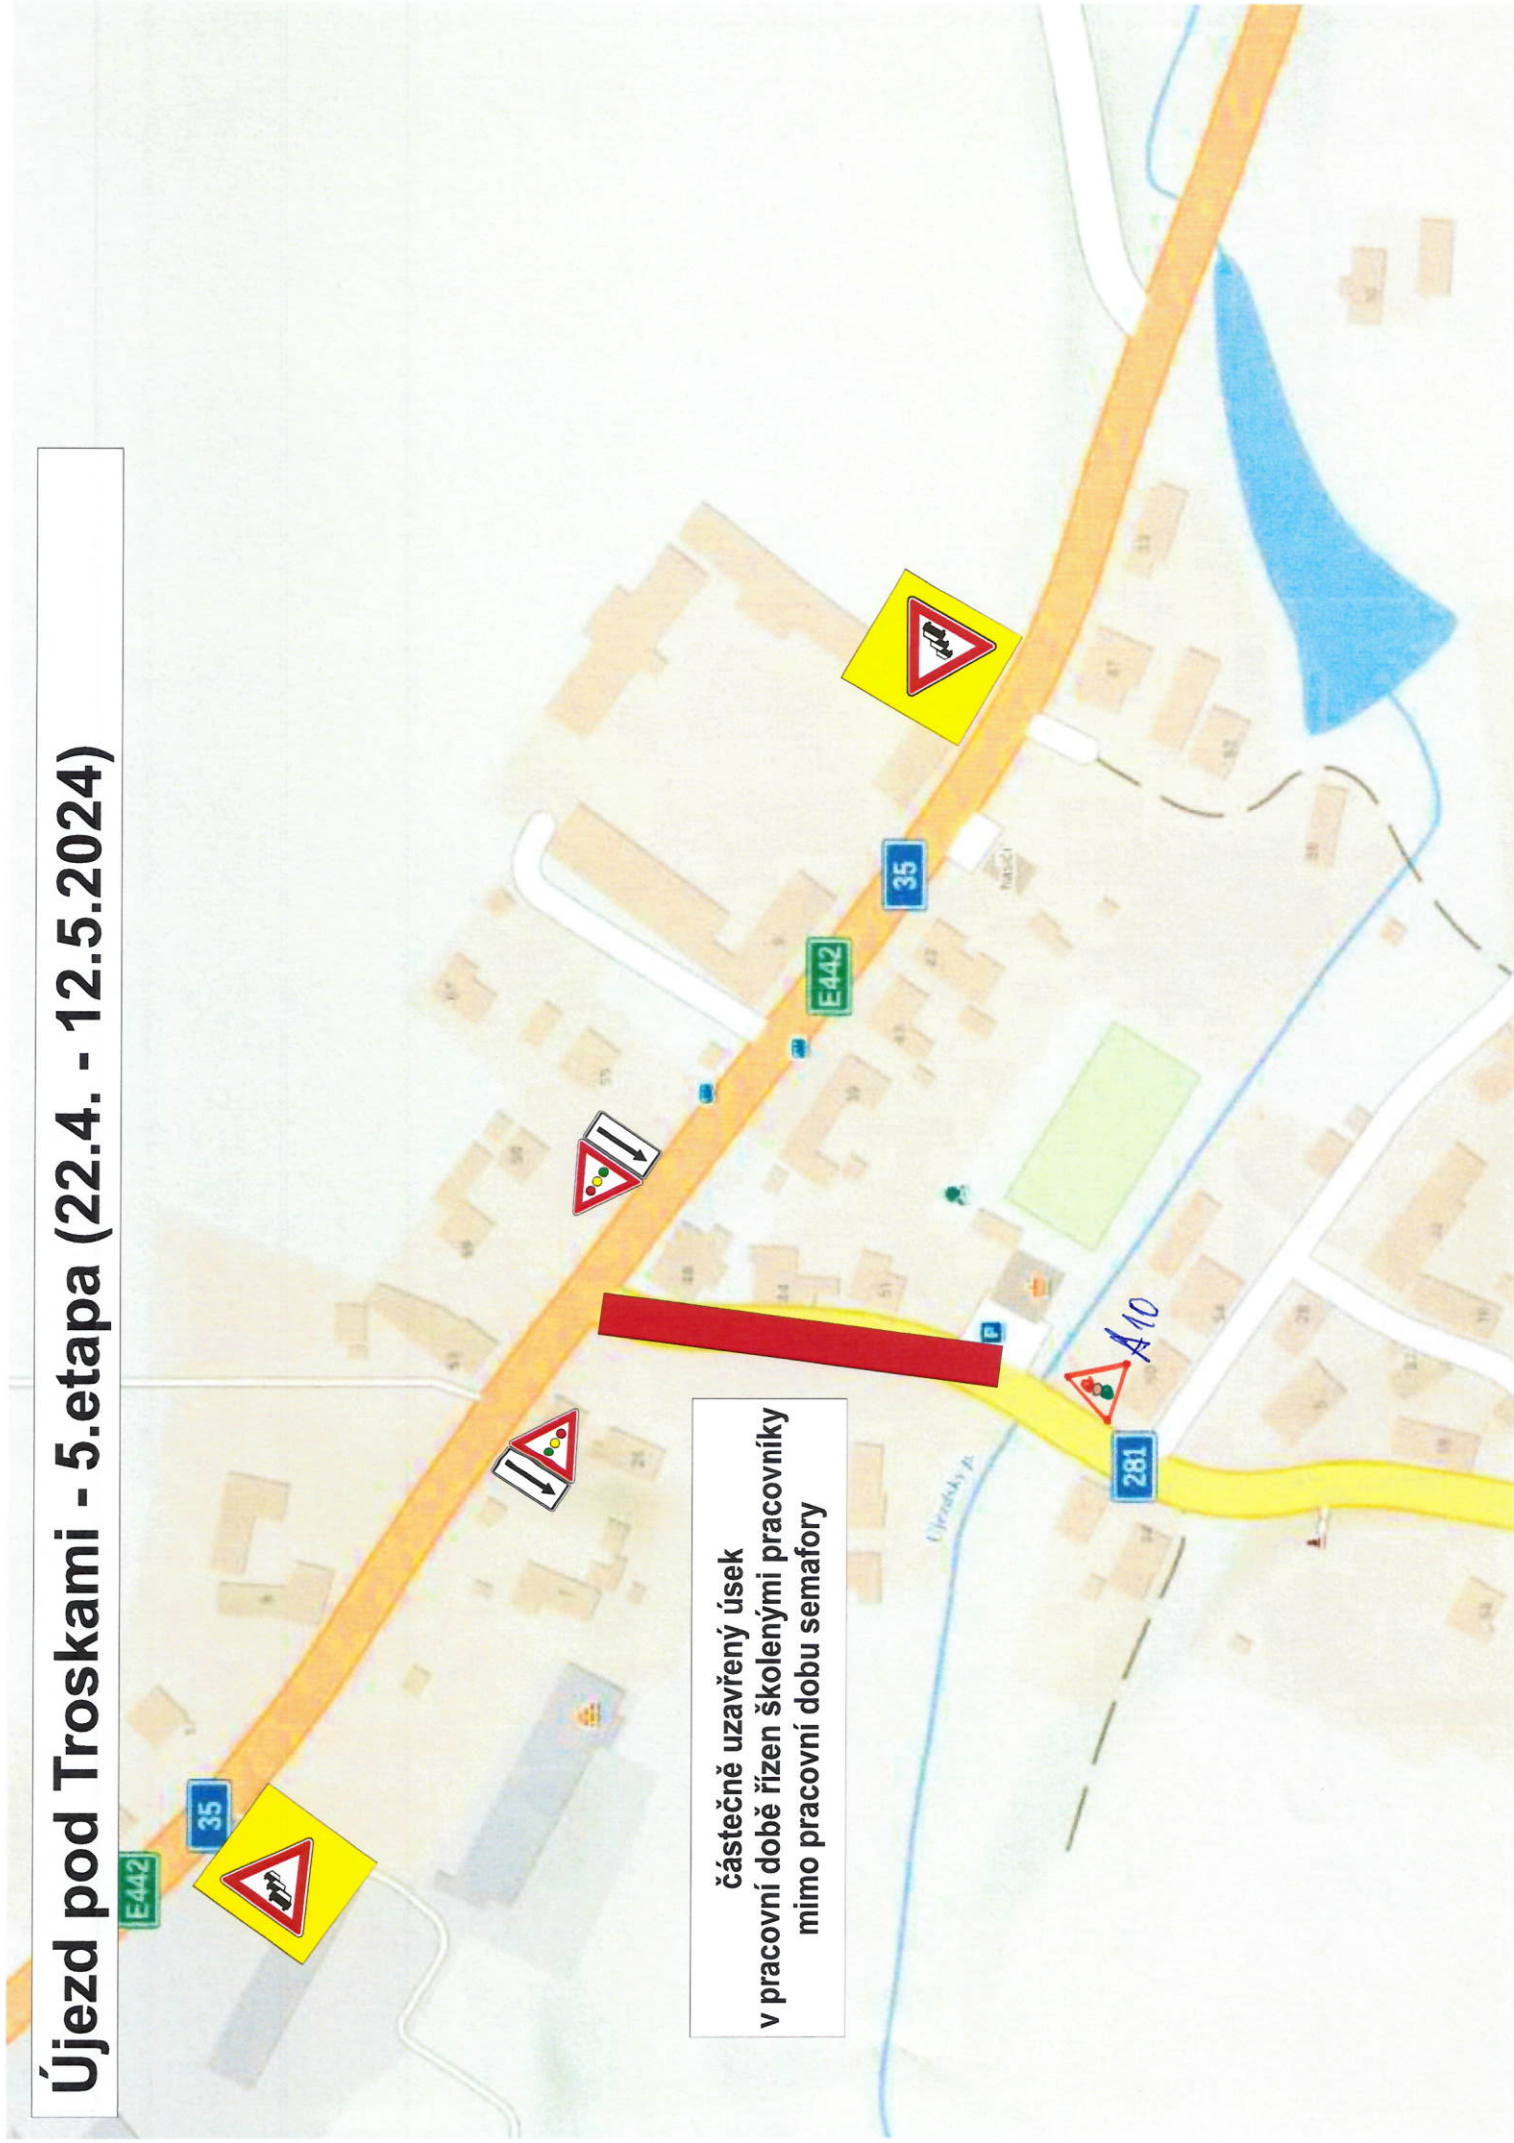 Újezd pod Troskami - 5.etapa (22.4. - 12.5.2024)
E442
35
E442
35
částečně uzavřený úsek
v pracovní době řízen školenými pracovníky
mimo pracovní dobu semafory
P
281
A10
Újezdský p.
hasiči